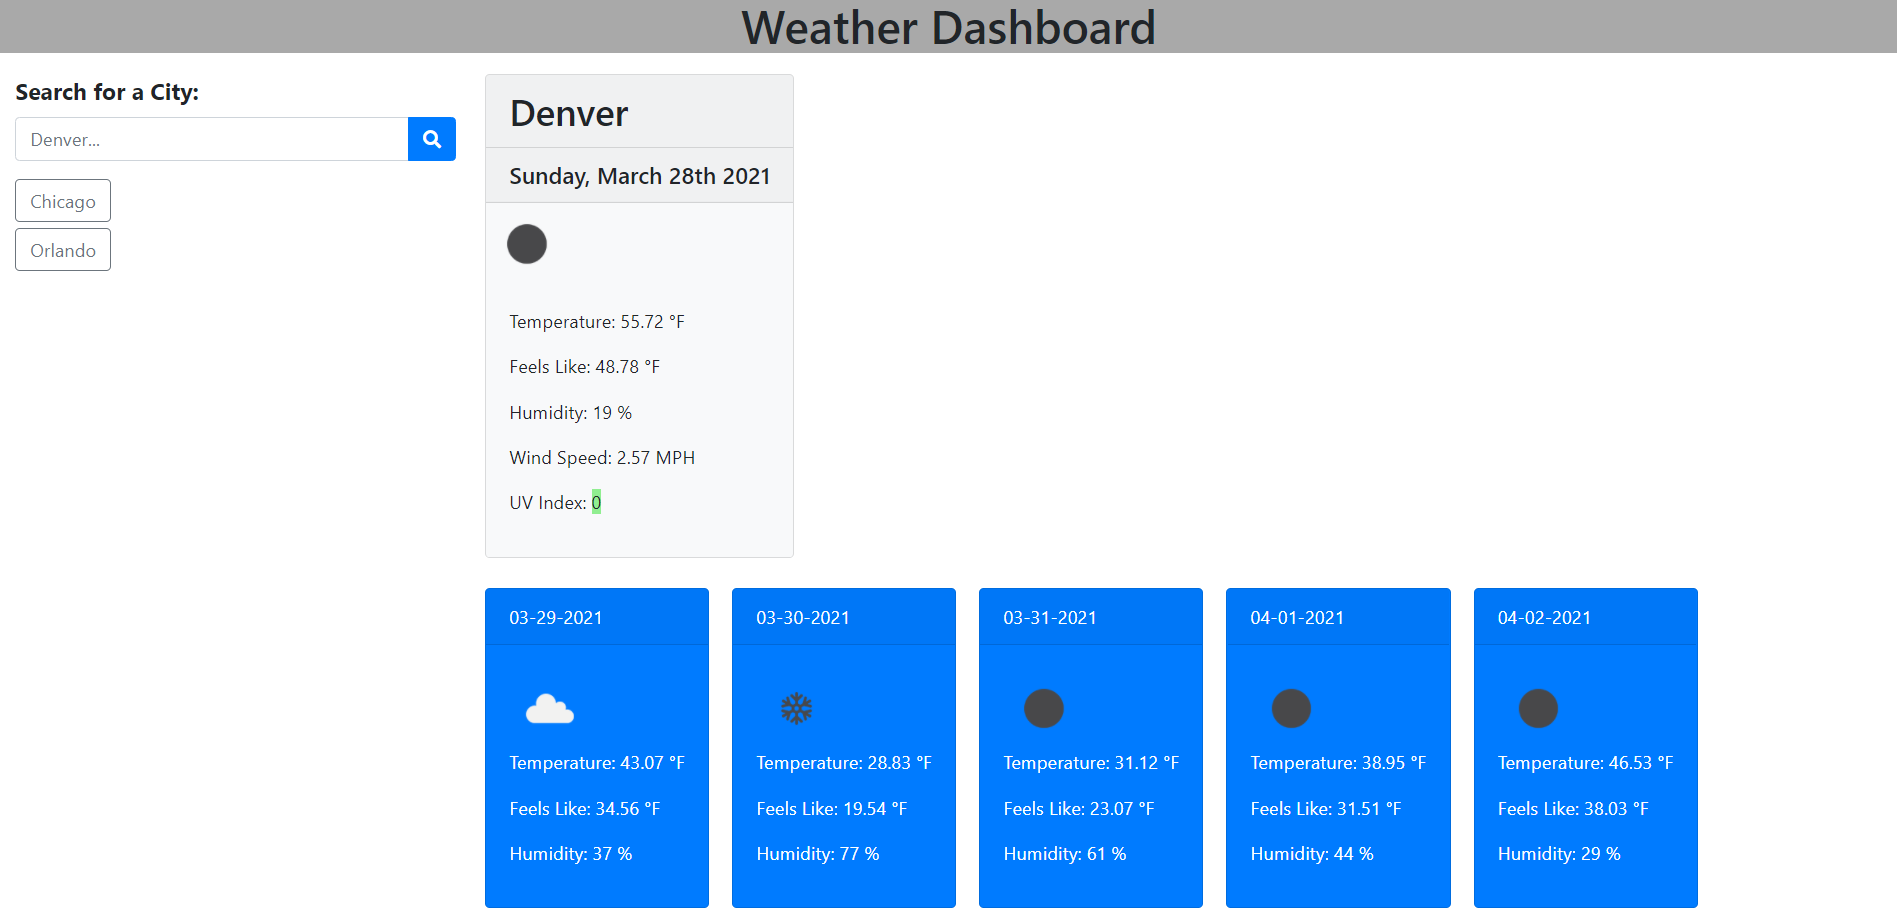 Weather Dashboard
Search for a City:
Denver...
Chicago
Orlando
Denver
Sunday, March 28th 2021
Temperature: 55.72 °F
Feels Like: 48.78 °F
Humidity: 19 %
Wind Speed: 2.57 MPH
UV Index: 0
03-29-2021
Temperature: 43.07 °F
Feels Like: 34.56 °F
Humidity: 37 %
03-30-2021
Temperature: 28.83 °F
Feels Like: 19.54 °F
Humidity: 77 %
03-31-2021
Temperature: 31.12 °F
Feels Like: 23.07 °F
Humidity: 61 %
04-01-2021
Temperature: 38.95 °F
Feels Like: 31.51 °F
Humidity: 44 %
04-02-2021
Temperature: 46.53 °F
Feels Like: 38.03 °F
Humidity: 29 %